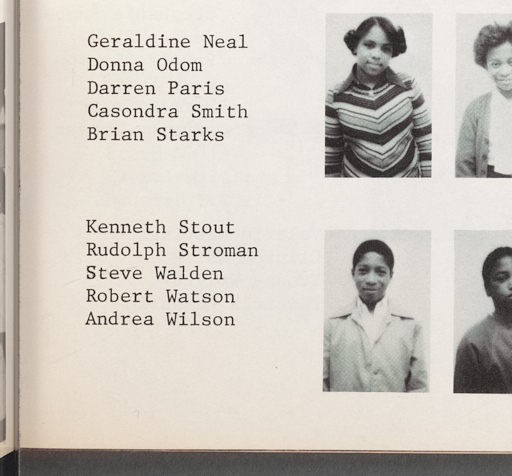 Geraldine Neal
Donna Odom
Darren Paris
Casondra Smith
Brian Starks
Kenneth Stout
Rudolph Stroman
Steve Walden
Robert Watson
Andrea Wilson